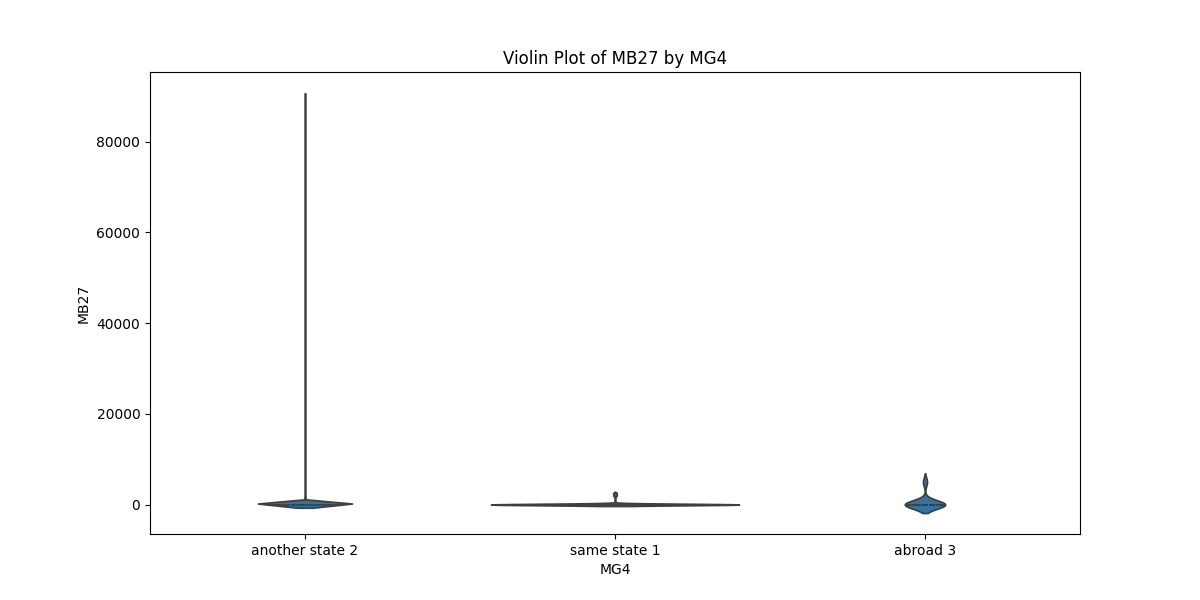 Violin Plot of MB27 by MG4
MB27
80000
60000
40000
20000
0
another state 2
same state 1
abroad 3
MG4